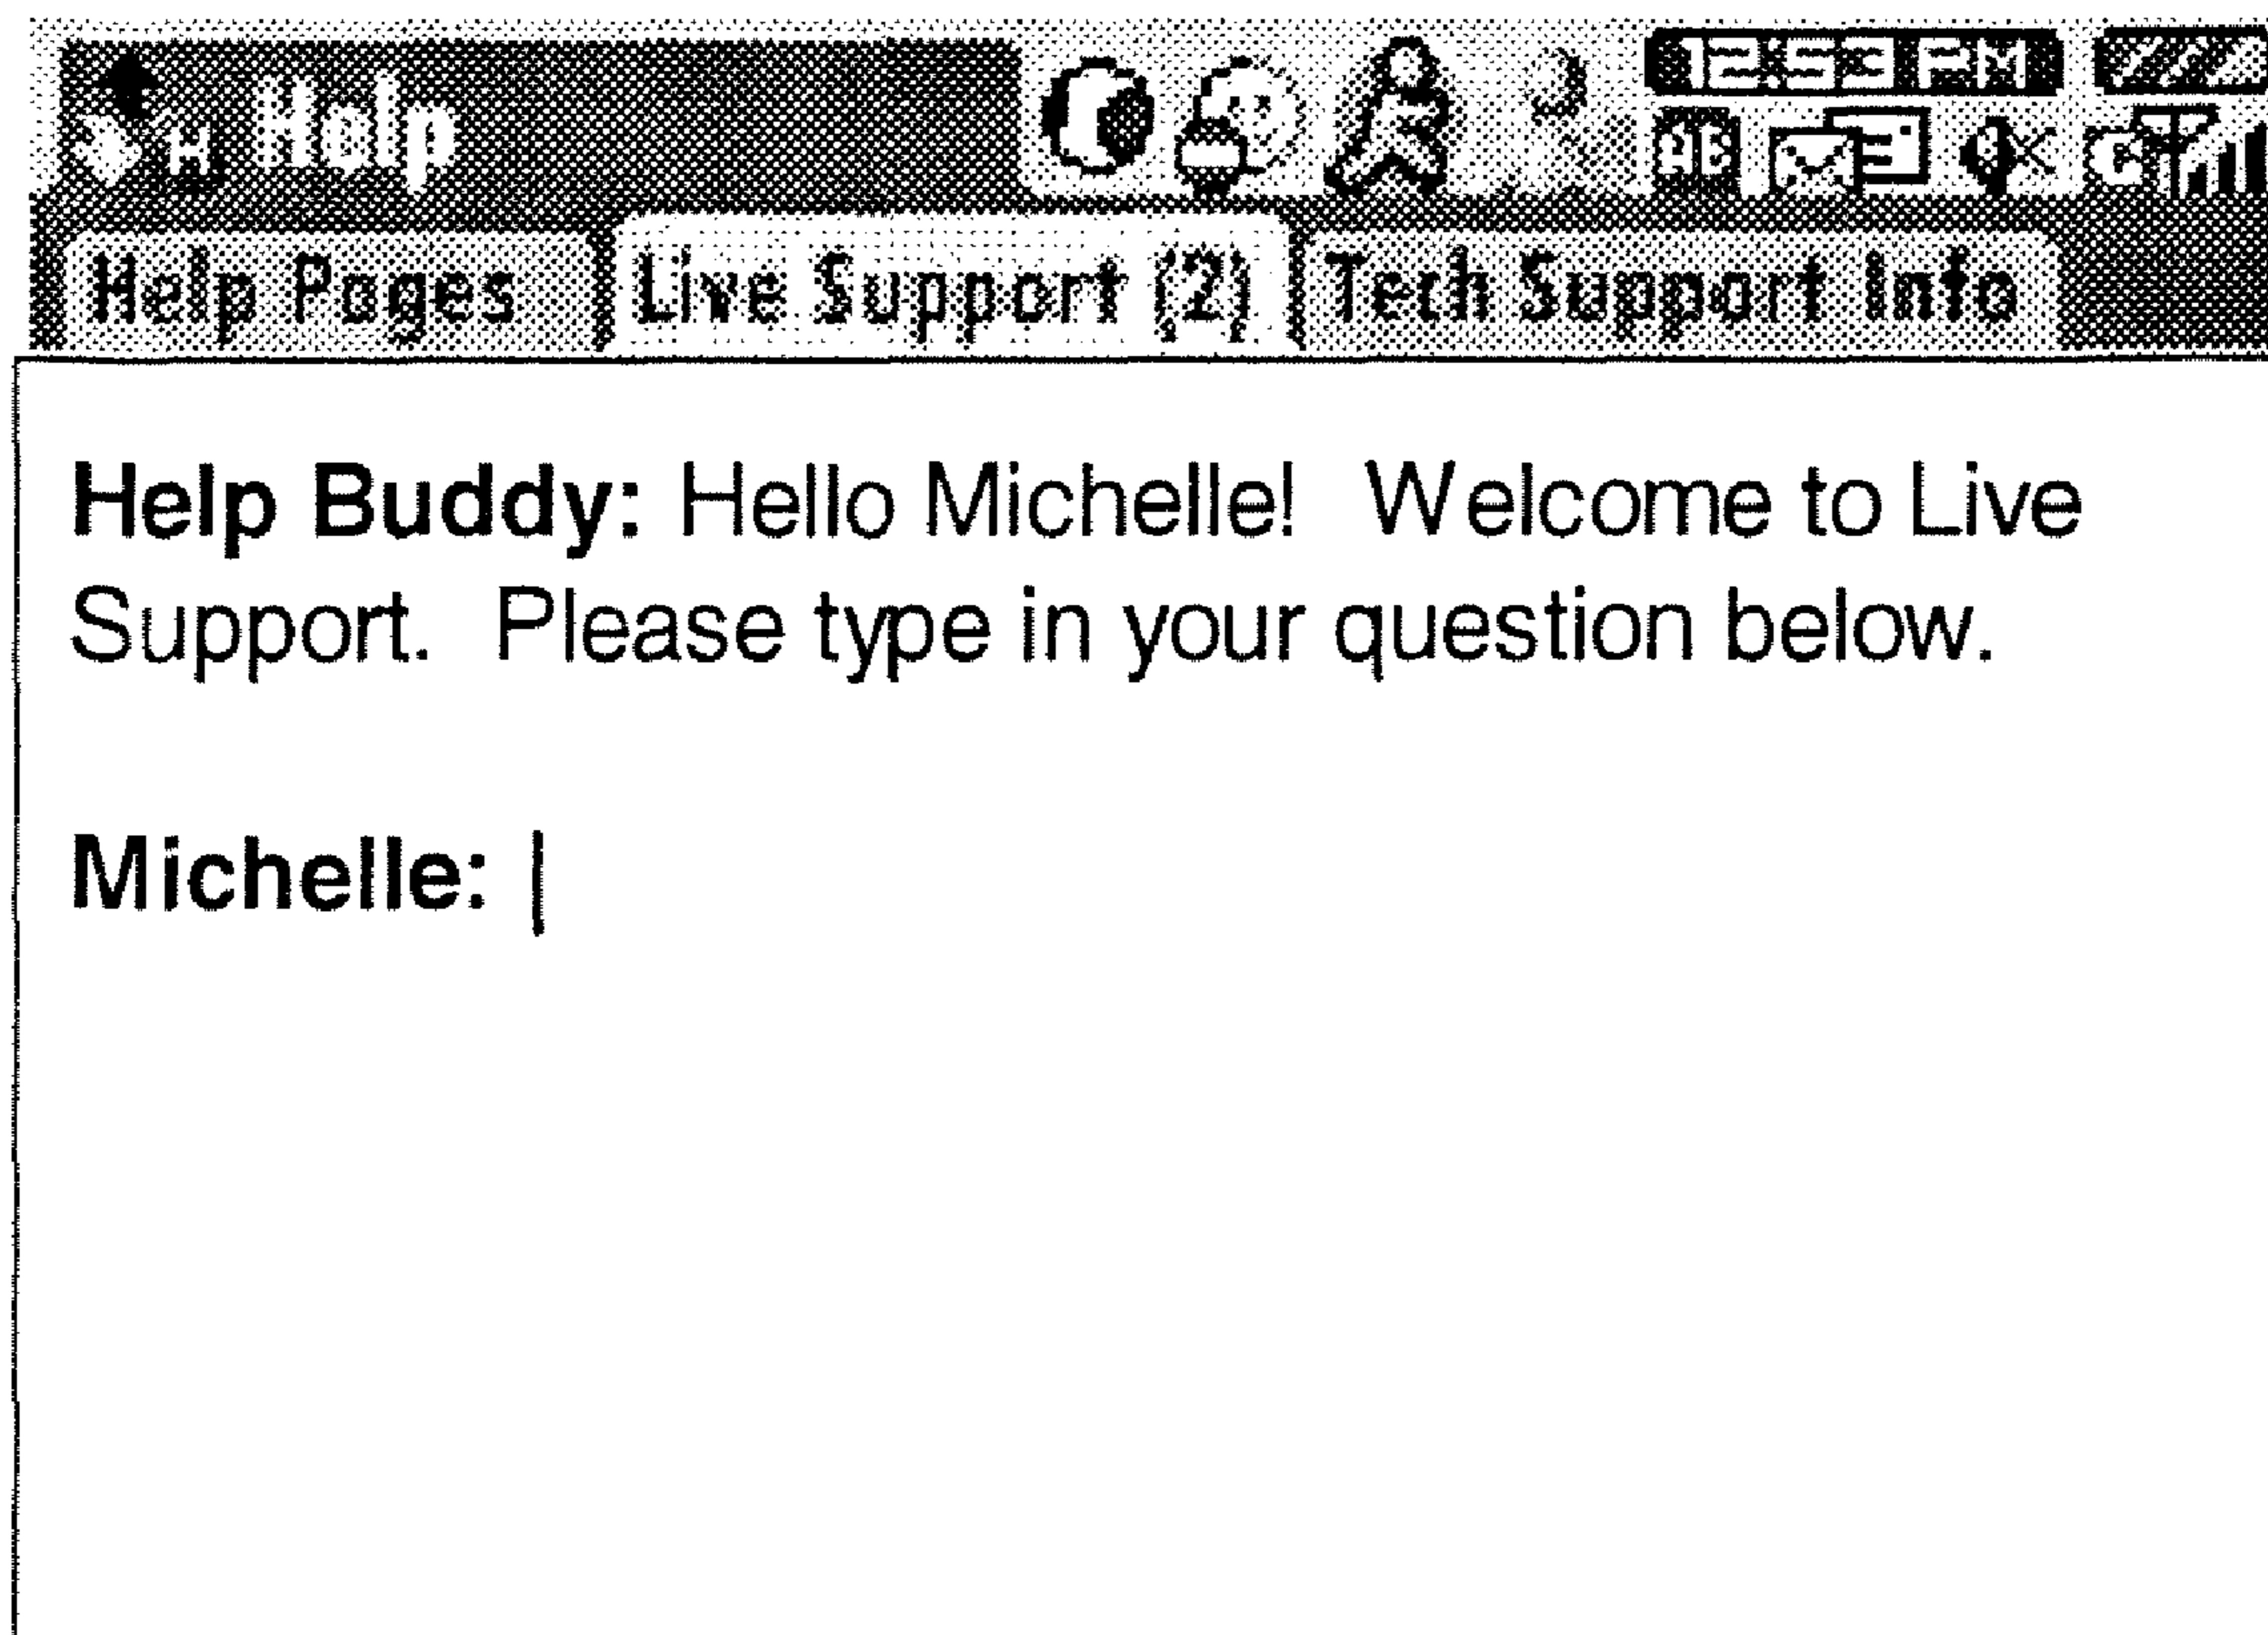 Help
12:53 PM
Help Pages
Live Support (2)
Tech Support Info
Help Buddy: Hello Michelle! Welcome to Live
Support. Please type in your question below.
Michelle: